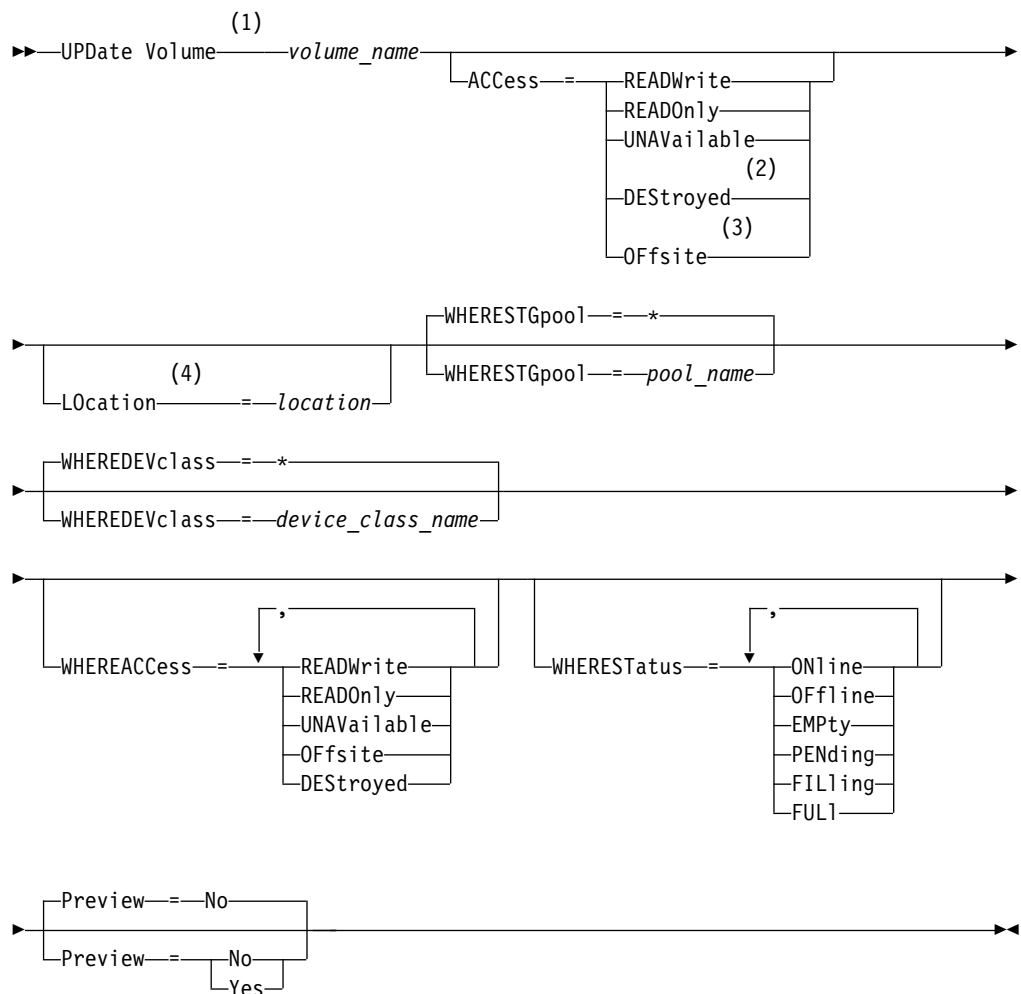 (1)
UPDate Volume volume_name
ACCess = READWrite
READOnly
UNAVailable
(2)
DEStroyed
(3)
OFfsite
WHERESTGpool = *
(4)
WHERESTGpool = pool_name
LOcation = location
WHEREDEVclass = *
WHEREDEVclass = device_class_name
,
,
WHEREACCess = READWrite
READOnly
UNAVailable
OFfsite
DEStroyed
WHERESTatus = ONline
OFfline
EMPty
PENding
FILling
FULl
Preview = No
Preview = No
Yes